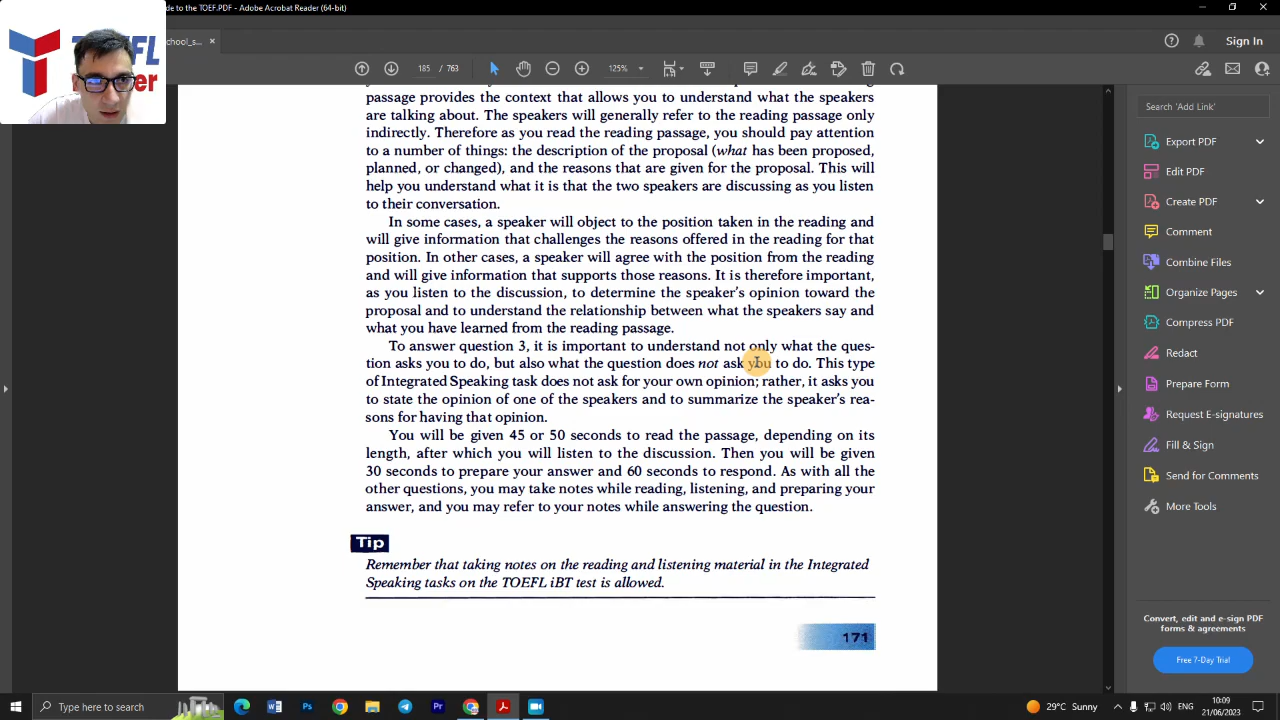 de to the TOEF.PDF - Adobe Acrobat Reader (64-bit)
chool_s...
185 / 763
125%
Sign In
passage provides the context that allows you to understand what the speakers
are talking about. The speakers will generally refer to the reading passage only
indirectly. Therefore as you read the reading passage, you should pay attention
to a number of things: the description of the proposal (what has been proposed,
planned, or changed), and the reasons that are given for the proposal. This will
help you understand what it is that the two speakers are discussing as you listen
to their conversation.
In some cases, a speaker will object to the position taken in the reading and
will give information that challenges the reasons offered in the reading for that
position. In other cases, a speaker will agree with the position from the reading
and will give information that supports those reasons. It is therefore important,
as you listen to the discussion, to determine the speaker's opinion toward the
proposal and to understand the relationship between what the speakers say and
what you have learned from the reading passage.
To answer question 3, it is important to understand not only what the ques-
tion asks you to do, but also what the question does not ask you to do. This type
of Integrated Speaking task does not ask for your own opinion; rather, it asks you
to state the opinion of one of the speakers and to summarize the speaker's rea-
sons for having that opinion.
You will be given 45 or 50 seconds to read the passage, depending on its
length, after which you will listen to the discussion. Then you will be given
30 seconds to prepare your answer and 60 seconds to respond. As with all the
other questions, you may take notes while reading, listening, and preparing your
answer, and you may refer to your notes while answering the question.
Tip
Remember that taking notes on the reading and listening material in the Integrated
Speaking tasks on the TOEFL iBT test is allowed.
171
Search 'Add Link'
Export PDF
Edit PDF
Create PDF
Comment
Combine Files
Organize Pages
Compress PDF
Redact
Prepare Form
Request E-signatures
Fill & Sign
Send for Comments
More Tools
Convert, edit and e-sign PDF
forms & agreements
Free 7-Day Trial
Type here to search
29°C Sunny
ENG
10:09
21/06/2023